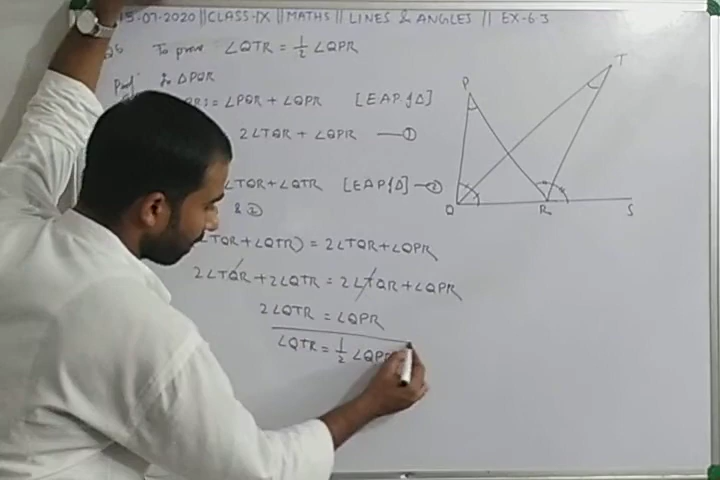 15-07-2020 || CLASS-IX || MATHS || LINES & ANGLES || EX-6.3
To prove ∠QTR = 1/2 ∠QPR
Proof In ΔPQR
= ∠PQR + ∠QPR [EAP of Δ]
2∠TQR + ∠QPR —①
∠TQR + ∠QTR [EAP of Δ] —②
& ②
∠TQR + ∠QTR) = 2∠TQR + ∠QPR
2∠TQR + 2∠QTR = 2∠TQR + ∠QPR
2∠QTR = ∠QPR
∠QTR = 1/2 ∠QPR
T
P
Q
R
S